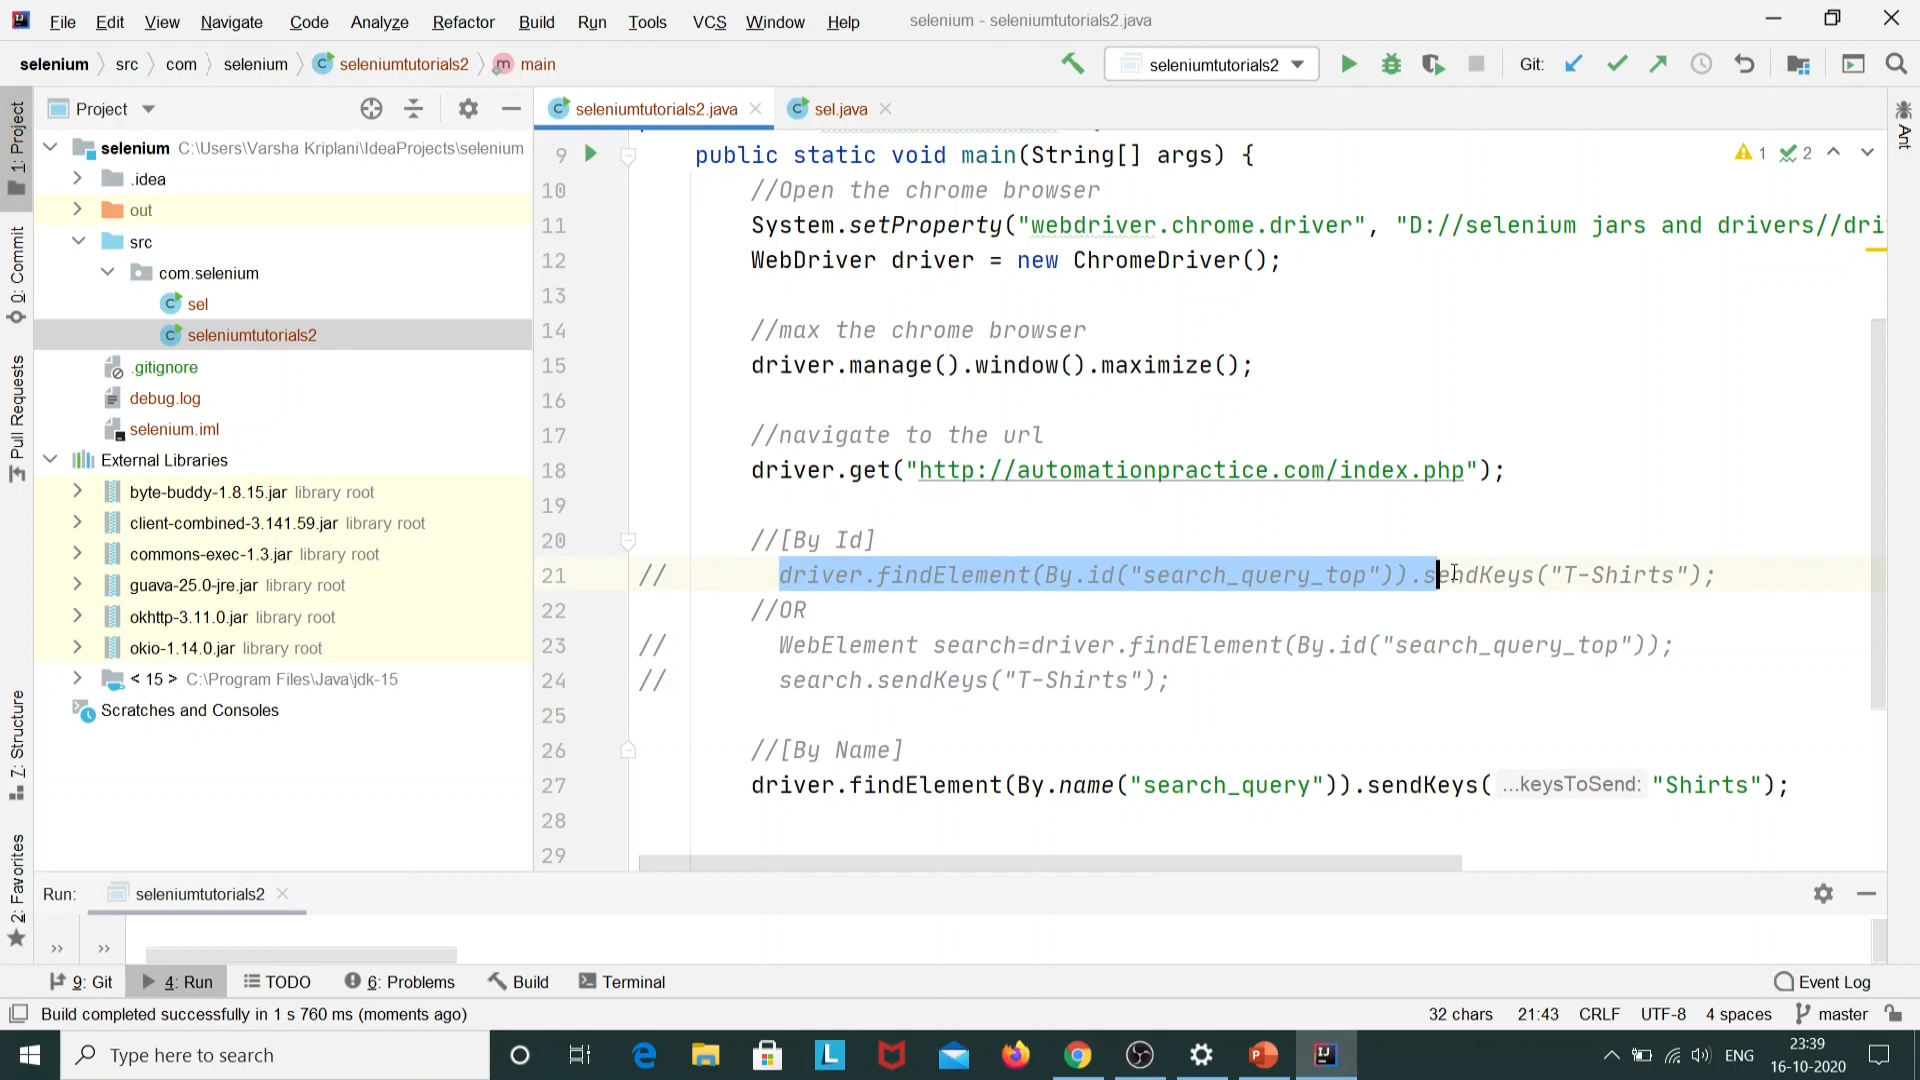 File Edit View Navigate Code Analyze Refactor Build Run Tools VCS Window Help selenium - seleniumtutorials2.java
selenium src com selenium seleniumtutorials2 main seleniumtutorials2 Git:
1: Project
0: Commit
Pull Requests
7: Structure
2: Favorites
Project
selenium C:\Users\Varsha Kriplani\IdeaProjects\selenium
.idea
out
src
com.selenium
sel
seleniumtutorials2
.gitignore
debug.log
selenium.iml
External Libraries
byte-buddy-1.8.15.jar library root
client-combined-3.141.59.jar library root
commons-exec-1.3.jar library root
guava-25.0-jre.jar library root
okhttp-3.11.0.jar library root
okio-1.14.0.jar library root
< 15 > C:\Program Files\Java\jdk-15
Scratches and Consoles
seleniumtutorials2.java sel.java
1 2
9 public static void main(String[] args) {
10 //Open the chrome browser
11 System.setProperty("webdriver.chrome.driver", "D://selenium jars and drivers//dri
12 WebDriver driver = new ChromeDriver();
13
14 //max the chrome browser
15 driver.manage().window().maximize();
16
17 //navigate to the url
18 driver.get("http://automationpractice.com/index.php");
19
20 //[By Id]
21 // driver.findElement(By.id("search_query_top")).sendKeys("T-Shirts");
22 //OR
23 // WebElement search=driver.findElement(By.id("search_query_top"));
24 // search.sendKeys("T-Shirts");
25
26 //[By Name]
27 driver.findElement(By.name("search_query")).sendKeys( ...keysToSend: "Shirts");
28
29
Ant
Run: seleniumtutorials2
9: Git 4: Run TODO 6: Problems Build Terminal Event Log
Build completed successfully in 1 s 760 ms (moments ago) 32 chars 21:43 CRLF UTF-8 4 spaces master
Type here to search
L
P
ENG
23:39
16-10-2020